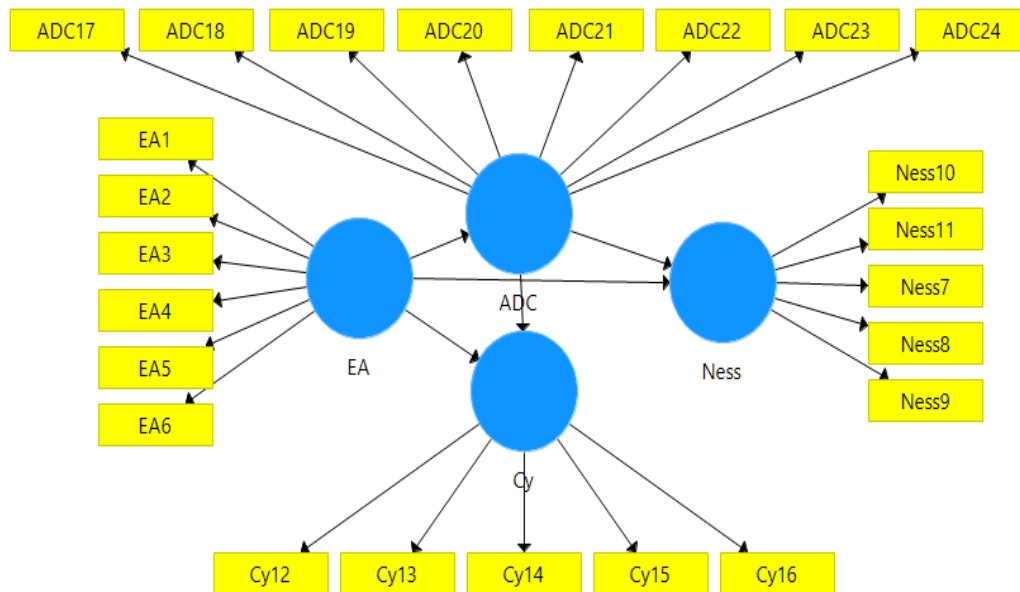 ADC17
ADC18
ADC19
ADC20
ADC21
ADC22
ADC23
ADC24
EA1
EA2
EA3
EA4
EA5
EA6
EA
ADC
Ness
Cy
Ness10
Ness11
Ness7
Ness8
Ness9
Cy12
Cy13
Cy14
Cy15
Cy16